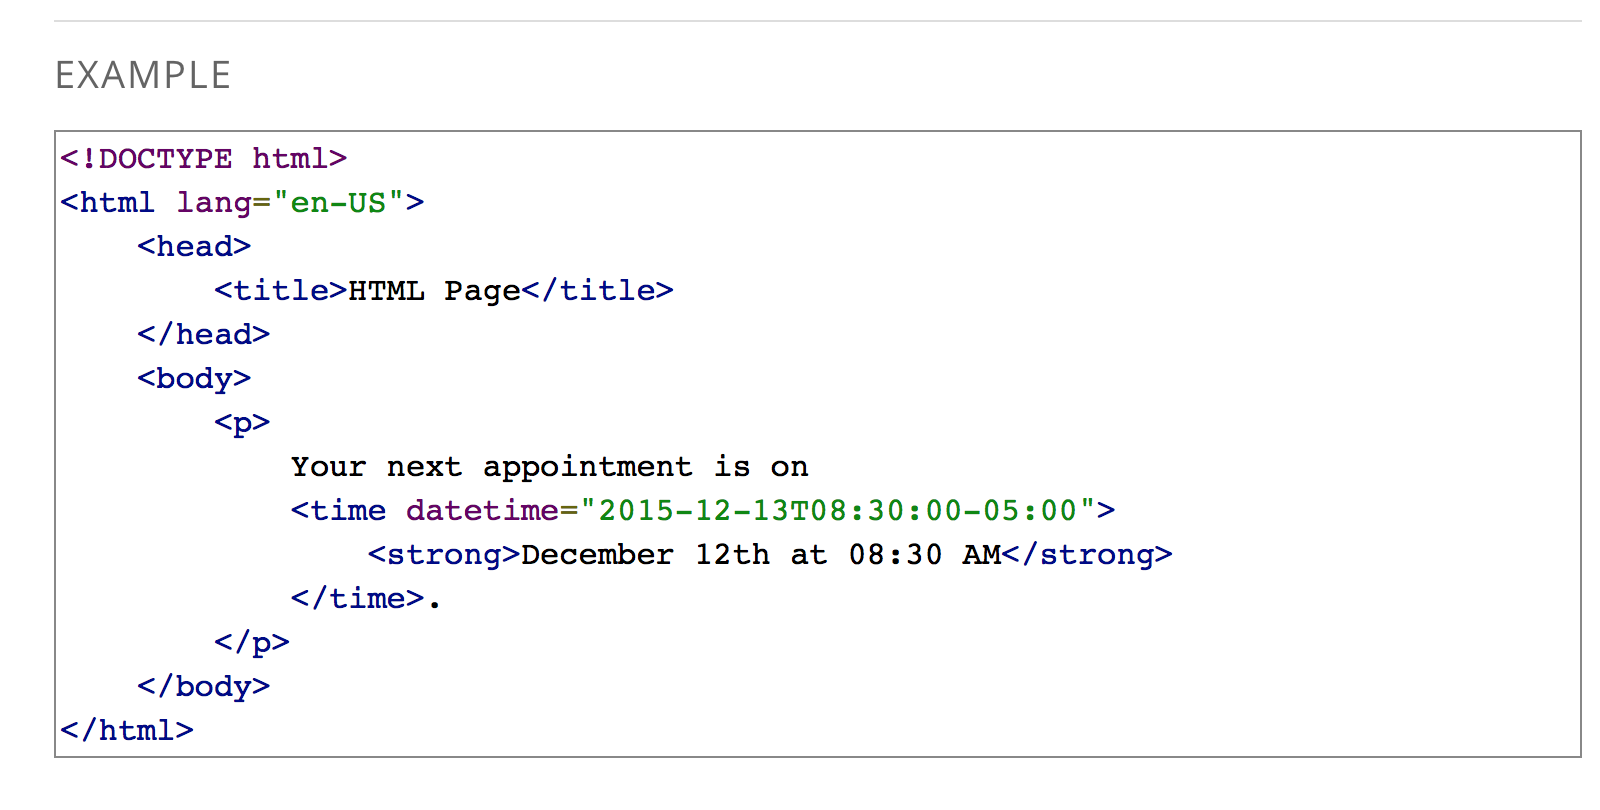 EXAMPLE
<!DOCTYPE html>
<html lang="en-US">
    <head>
        <title>HTML Page</title>
    </head>
    <body>
        <p>
            Your next appointment is on
            <time datetime="2015-12-13T08:30:00-05:00">
                <strong>December 12th at 08:30 AM</strong>
            </time>.
        </p>
    </body>
</html>